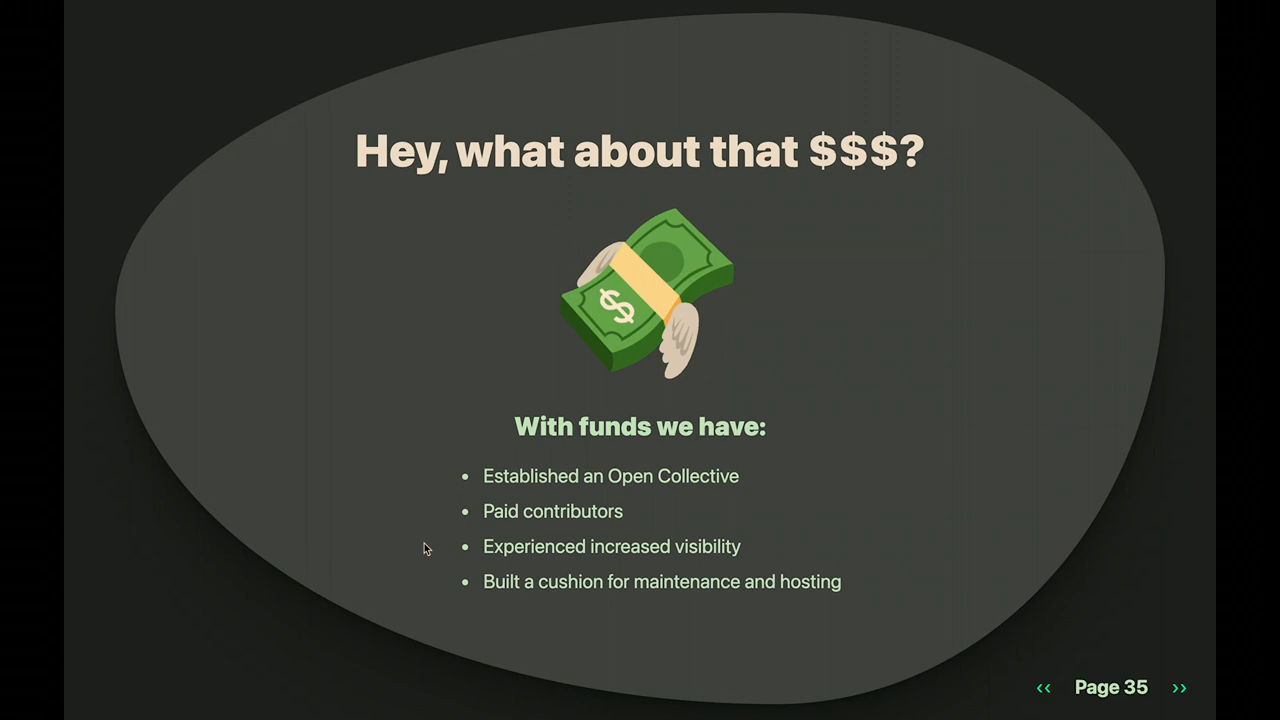 Hey, what about that $$$?
$
With funds we have:
• Established an Open Collective
• Paid contributors
• Experienced increased visibility
• Built a cushion for maintenance and hosting
‹‹ Page 35 ››